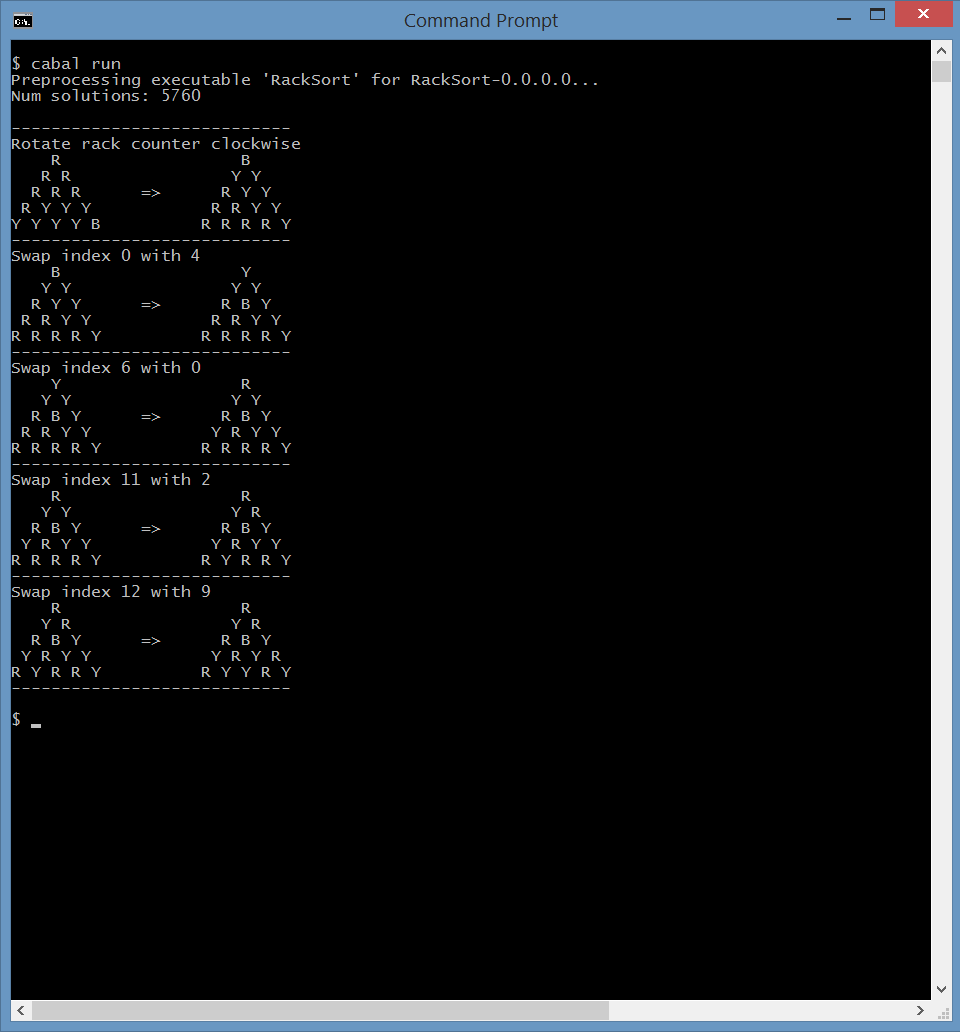 Command Prompt
$ cabal run
Preprocessing executable 'RackSort' for RackSort-0.0.0.0...
Num solutions: 5760
----------------------------
Rotate rack counter clockwise
    R                  B
   R R                Y Y
  R R R      =>      R Y Y
 R Y Y Y            R R Y Y
Y Y Y Y B          R R R R Y
----------------------------
Swap index 0 with 4
    B                  Y
   Y Y                Y Y
  R Y Y      =>      R B Y
 R R Y Y            R R Y Y
R R R R Y          R R R R Y
----------------------------
Swap index 6 with 0
    Y                  R
   Y Y                Y Y
  R B Y      =>      R B Y
 R R Y Y            Y R Y Y
R R R R Y          R R R R Y
----------------------------
Swap index 11 with 2
    R                  R
   Y Y                Y R
  R B Y      =>      R B Y
 Y R Y Y            Y R Y Y
R R R R Y          R Y R R Y
----------------------------
Swap index 12 with 9
    R                  R
   Y R                Y R
  R B Y      =>      R B Y
 Y R Y Y            Y R Y R
R Y R R Y          R Y Y R Y
----------------------------
$ _